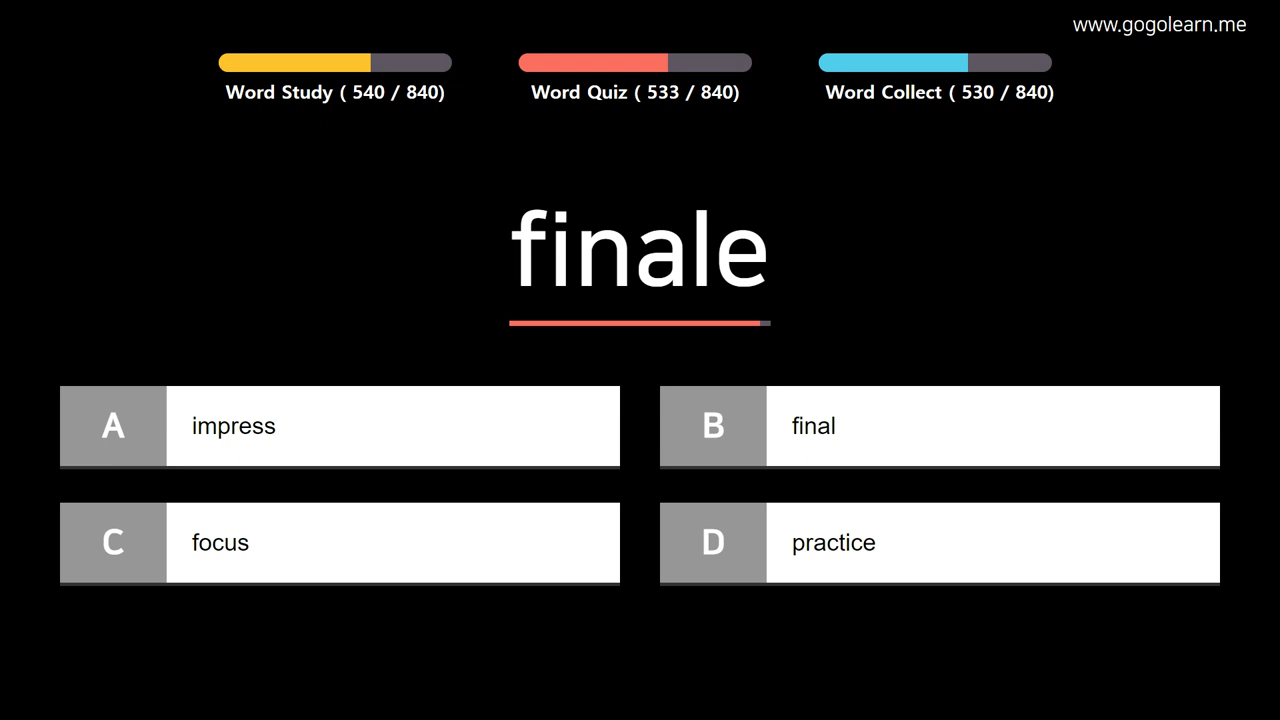 www.gogolearn.me
Word Study ( 540 / 840)
Word Quiz ( 533 / 840)
Word Collect ( 530 / 840)
finale
A impress
B final
C focus
D practice